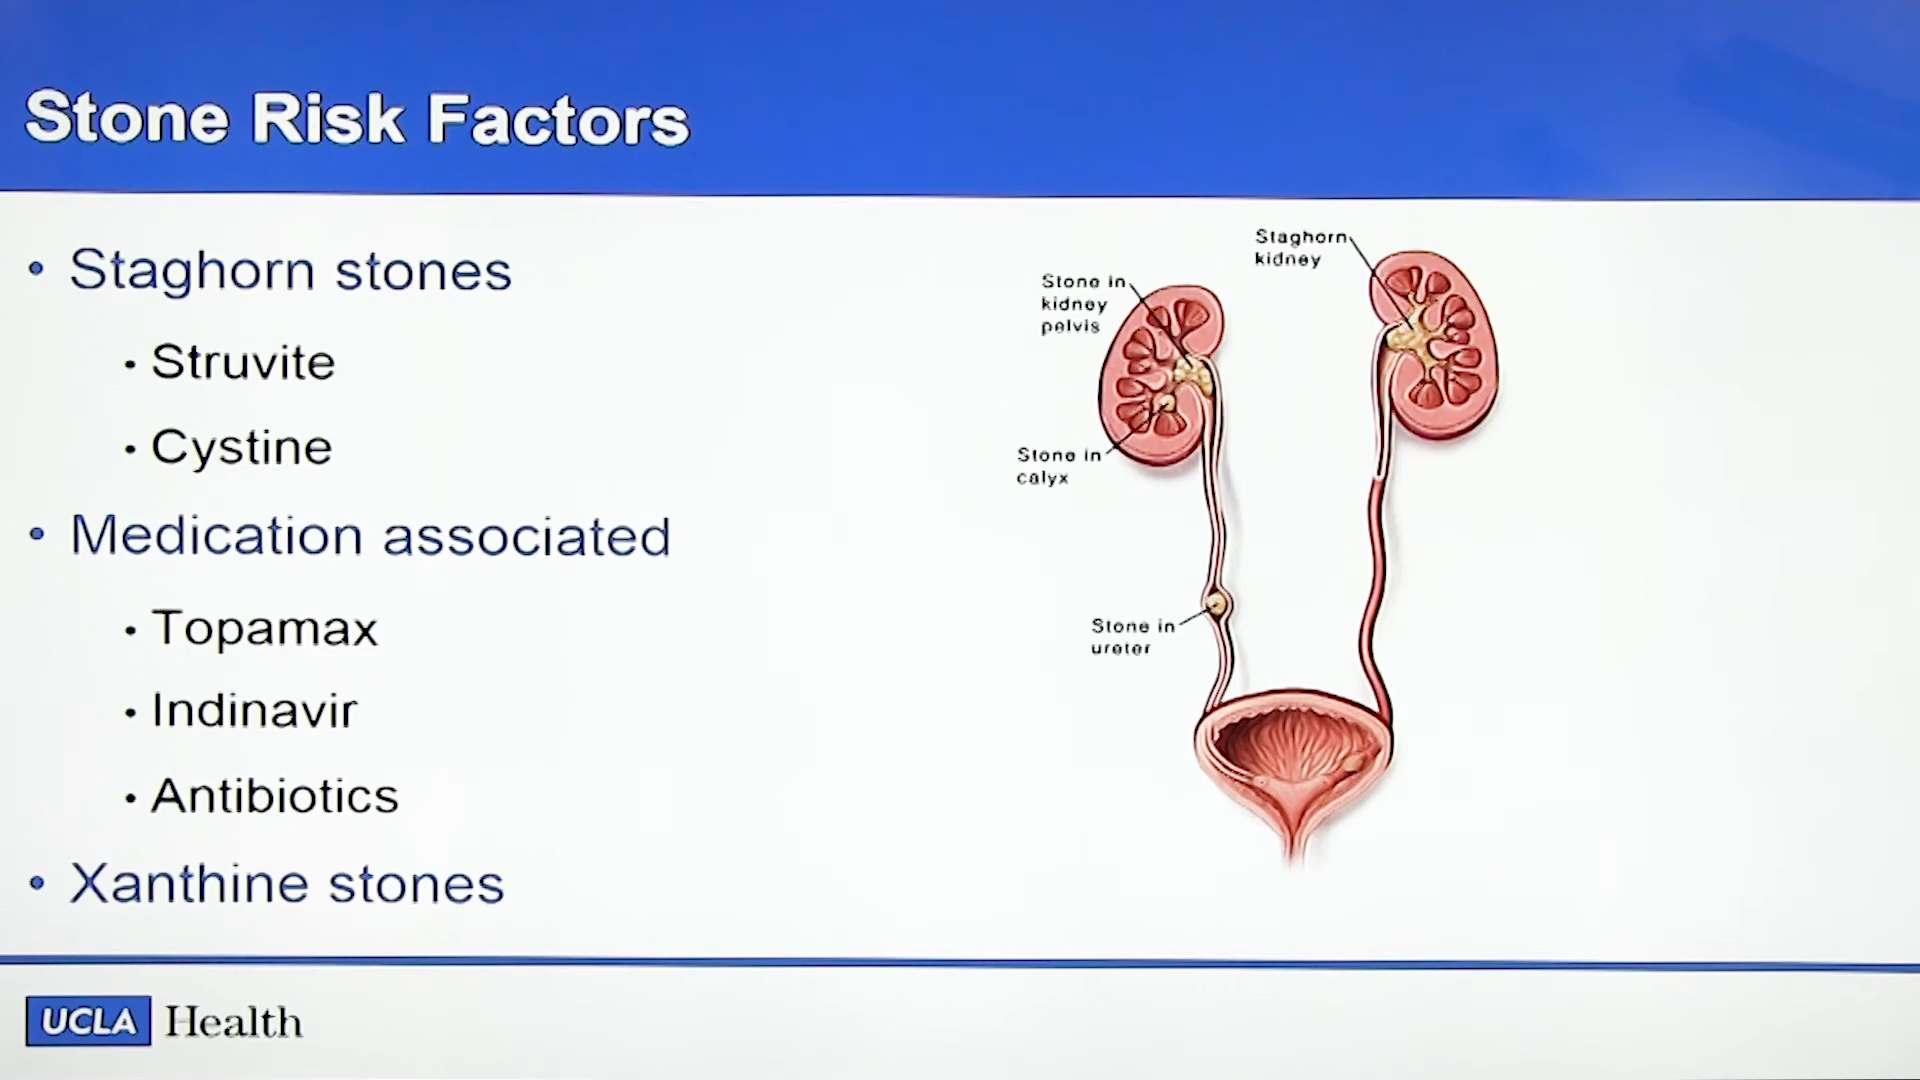 Stone Risk Factors
• Staghorn stones
• Struvite
• Cystine
• Medication associated
• Topamax
• Indinavir
• Antibiotics
• Xanthine stones
Staghorn
kidney
Stone in
kidney
pelvis
Stone in
calyx
Stone in
ureter
UCLA Health